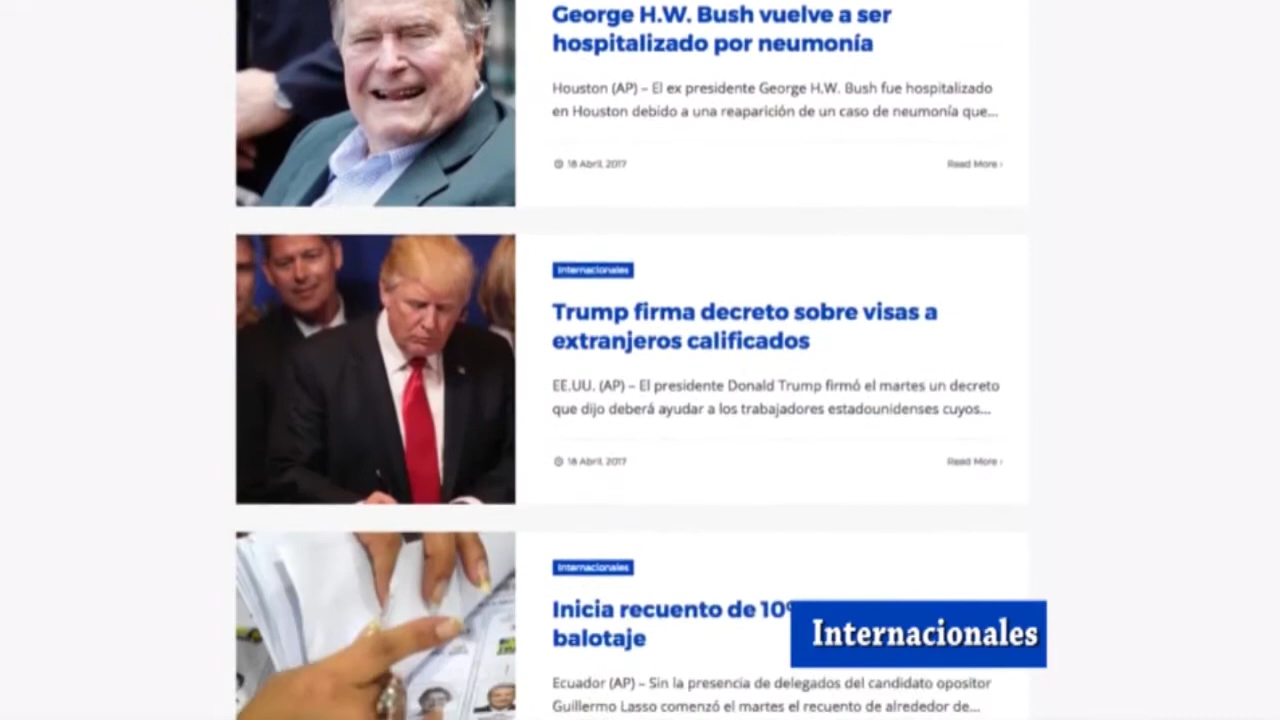 George H.W. Bush vuelve a ser
hospitalizado por neumonía
Houston (AP) – El ex presidente George H.W. Bush fue hospitalizado
en Houston debido a una reaparición de un caso de neumonía que...
18 Abril, 2017
Read More ›
Internacionales
Trump firma decreto sobre visas a
extranjeros calificados
EE.UU. (AP) – El presidente Donald Trump firmó el martes un decreto
que dijo deberá ayudar a los trabajadores estadounidenses cuyos...
18 Abril, 2017
Read More ›
Internacionales
Inicia recuento de
balotaje
Internacionales
Ecuador (AP) – Sin la presencia de delegados del candidato opositor
Guillermo Lasso comenzó el martes el recuento de alrededor de...